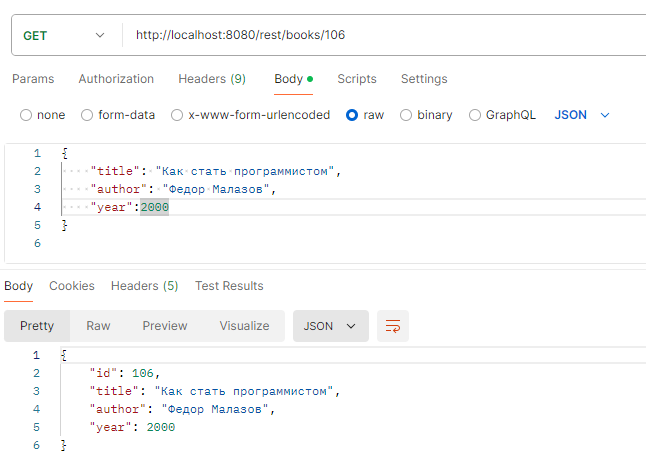 GET http://localhost:8080/rest/books/106
Params Authorization Headers (9) Body Scripts Settings
none form-data x-www-form-urlencoded raw binary GraphQL JSON
1 {
2 "title": "Как стать программистом",
3 "author": "Федор Малазов",
4 "year":2000
5 }
6
Body Cookies Headers (5) Test Results
Pretty Raw Preview Visualize JSON
1 {
2 "id": 106,
3 "title": "Как стать программистом",
4 "author": "Федор Малазов",
5 "year": 2000
6 }